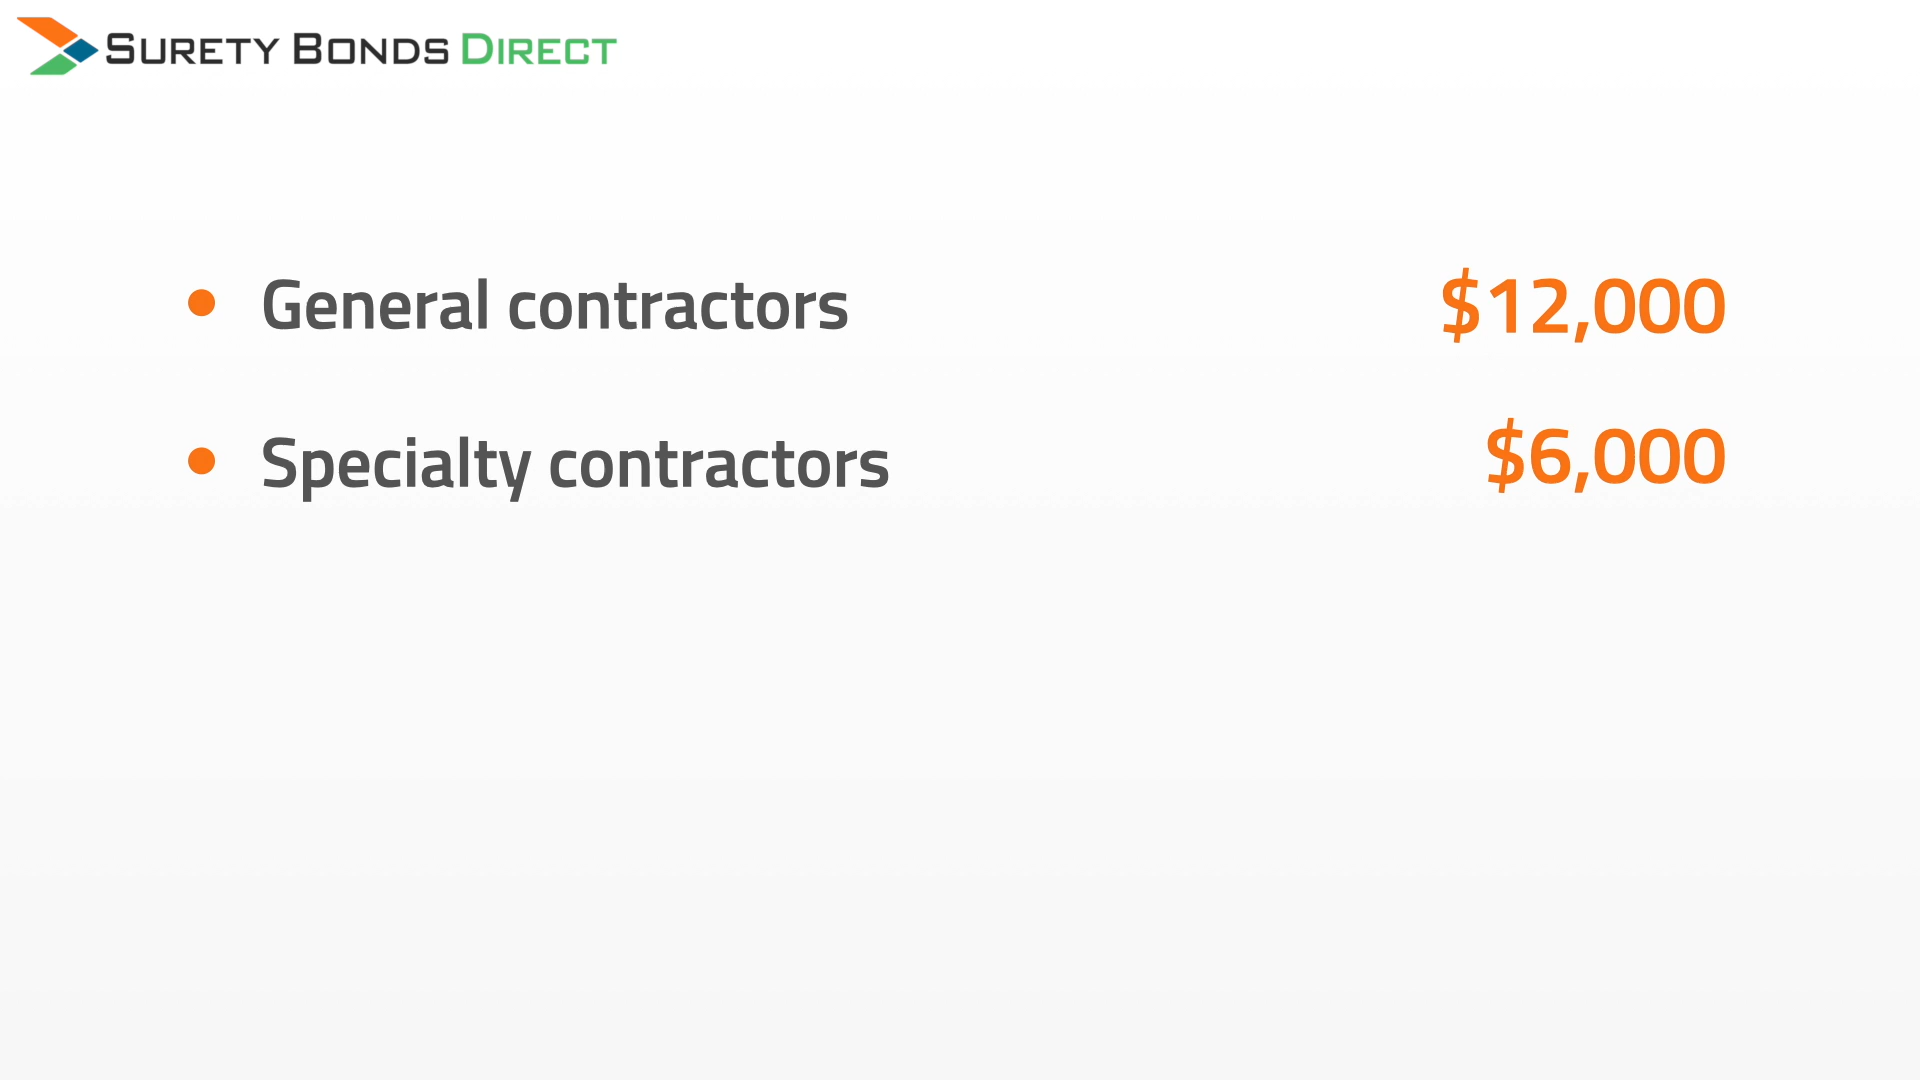 SURETY BONDS DIRECT
• General contractors $12,000
• Specialty contractors $6,000